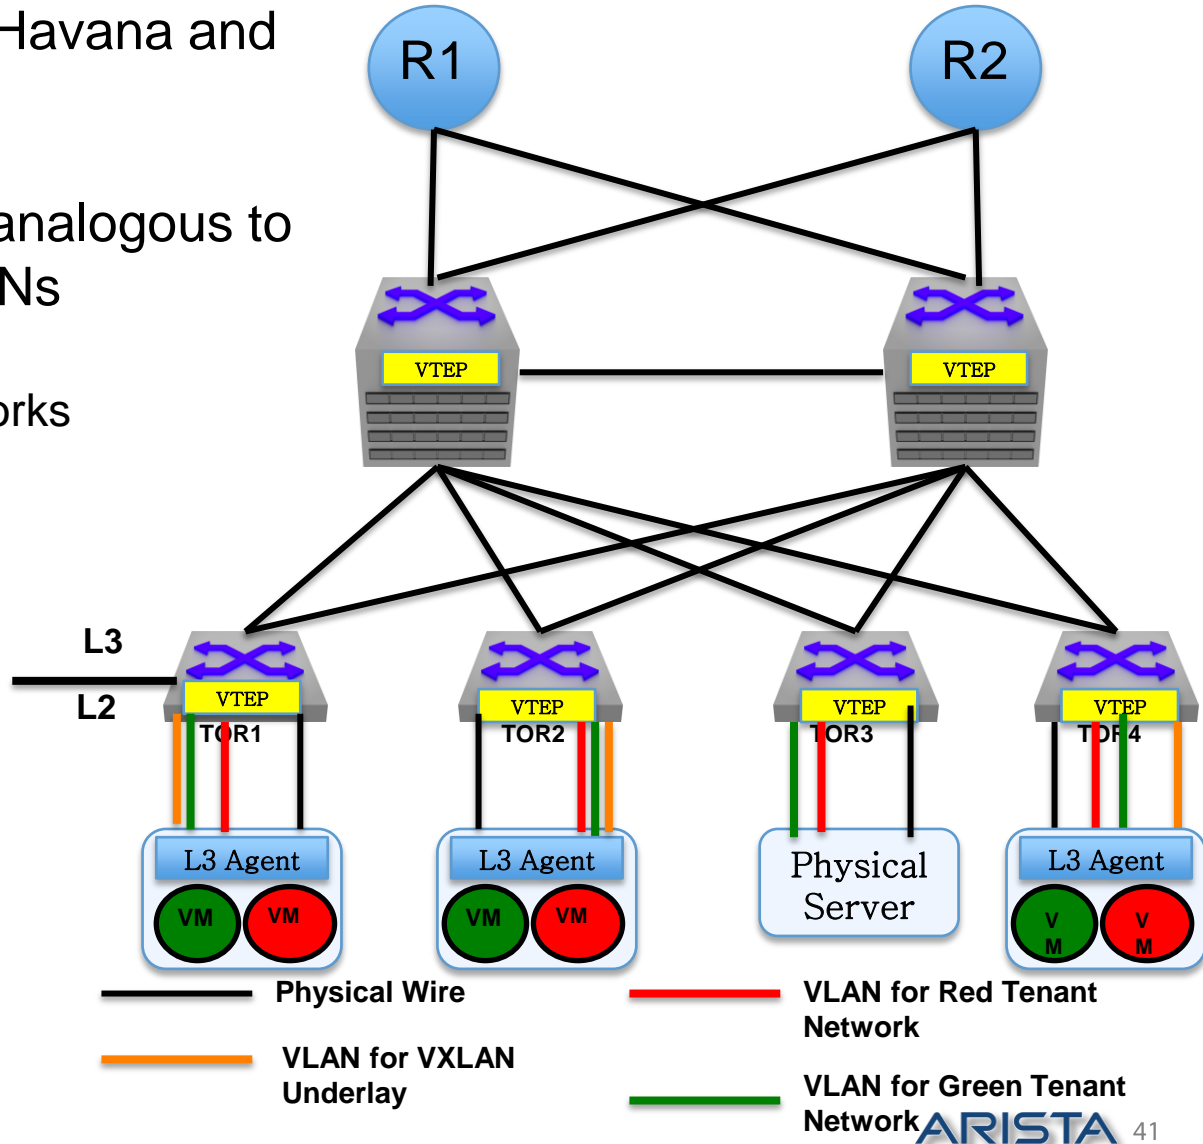 Havana and
R1
R2
analogous to
Ns
VTEP
VTEP
orks
L3
L2
VTEP
VTEP
VTEP
VTEP
TOR1
TOR2
TOR3
TOR4
L3 Agent
L3 Agent
Physical
Server
L3 Agent
VM
VM
VM
VM
V
M
V
M
Physical Wire
VLAN for Red Tenant
Network
VLAN for VXLAN
Underlay
VLAN for Green Tenant
Network
ARISTA
41